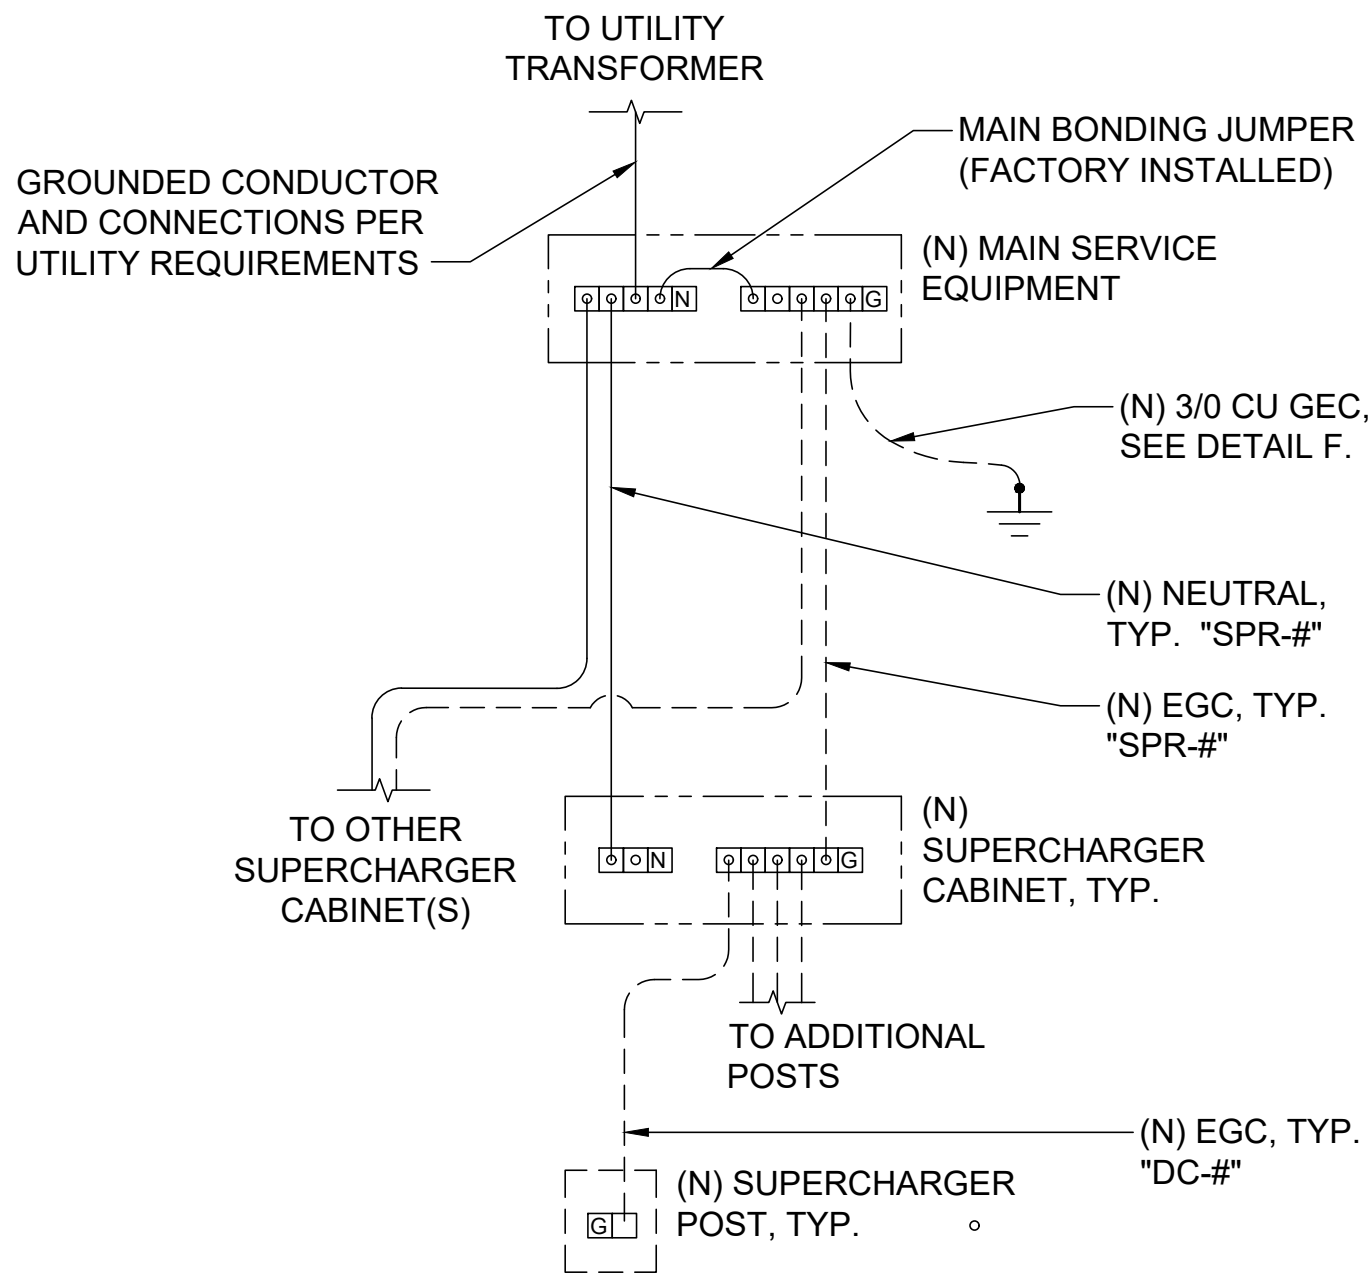 TO UTILITY
TRANSFORMER
MAIN BONDING JUMPER
(FACTORY INSTALLED)
GROUNDED CONDUCTOR
AND CONNECTIONS PER
UTILITY REQUIREMENTS
(N) MAIN SERVICE
EQUIPMENT
N
G
(N) 3/0 CU GEC,
SEE DETAIL F.
(N) NEUTRAL,
TYP. "SPR-#"
(N) EGC, TYP.
"SPR-#"
TO OTHER
SUPERCHARGER
CABINET(S)
(N)
SUPERCHARGER
CABINET, TYP.
N
G
TO ADDITIONAL
POSTS
(N) EGC, TYP.
"DC-#"
(N) SUPERCHARGER
POST, TYP.
G